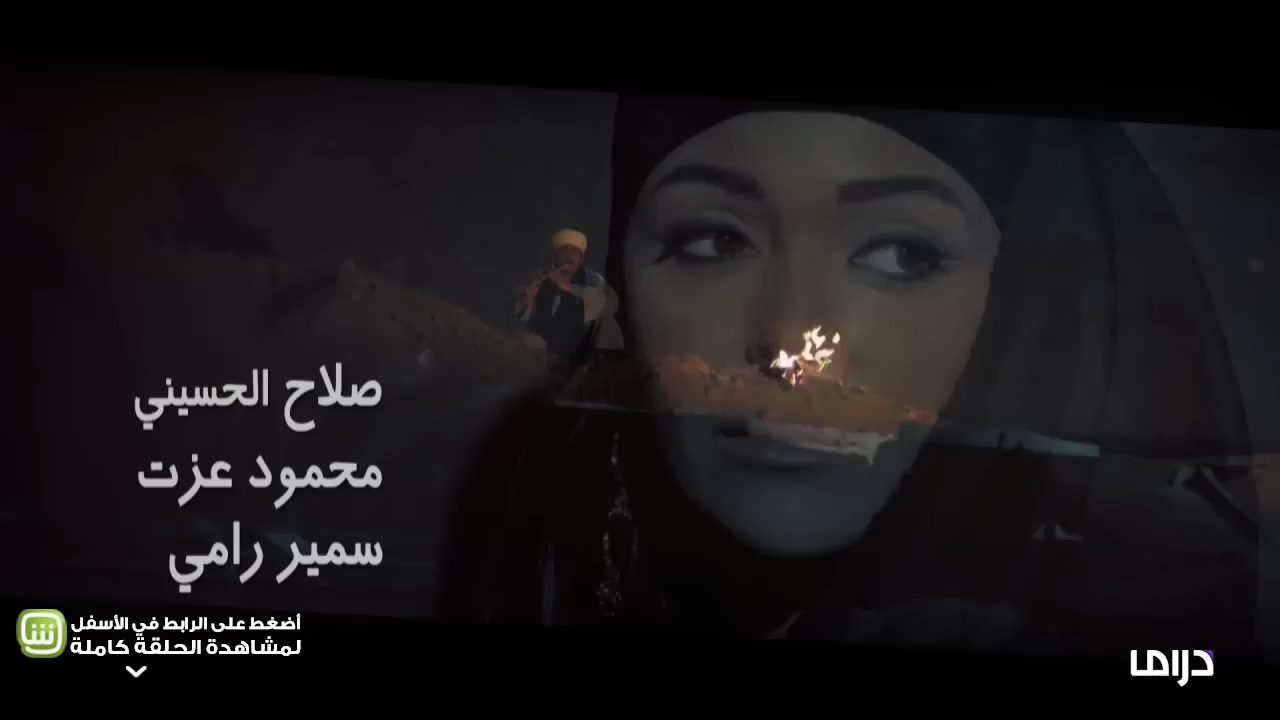 صلاح الحسيني
محمود عزت
سمير رامي
أضغط على الرابط في الأسفل
لمشاهدة الحلقة كاملة
دراما